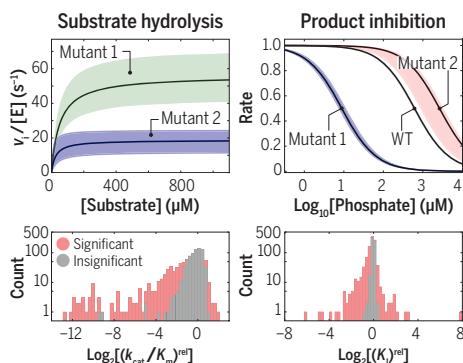 Substrate hydrolysis
v_i/[E] (s⁻¹)
60
40
20
0
Mutant 1
Mutant 2
0
400
1000
[Substrate] (µM)
Product inhibition
Rate
1.0
0.8
0.6
0.4
0.2
0.0
Mutant 2
Mutant 1
WT
0
1
2
3
4
Log₁₀[Phosphate] (µM)
Count
500
100
10
1
Significant
Insignificant
-12
-8
-4
0
Log₂[(k_cat/K_m)^rel]
Count
500
100
10
1
-8
-4
0
4
8
Log₂[(K_i)^rel]